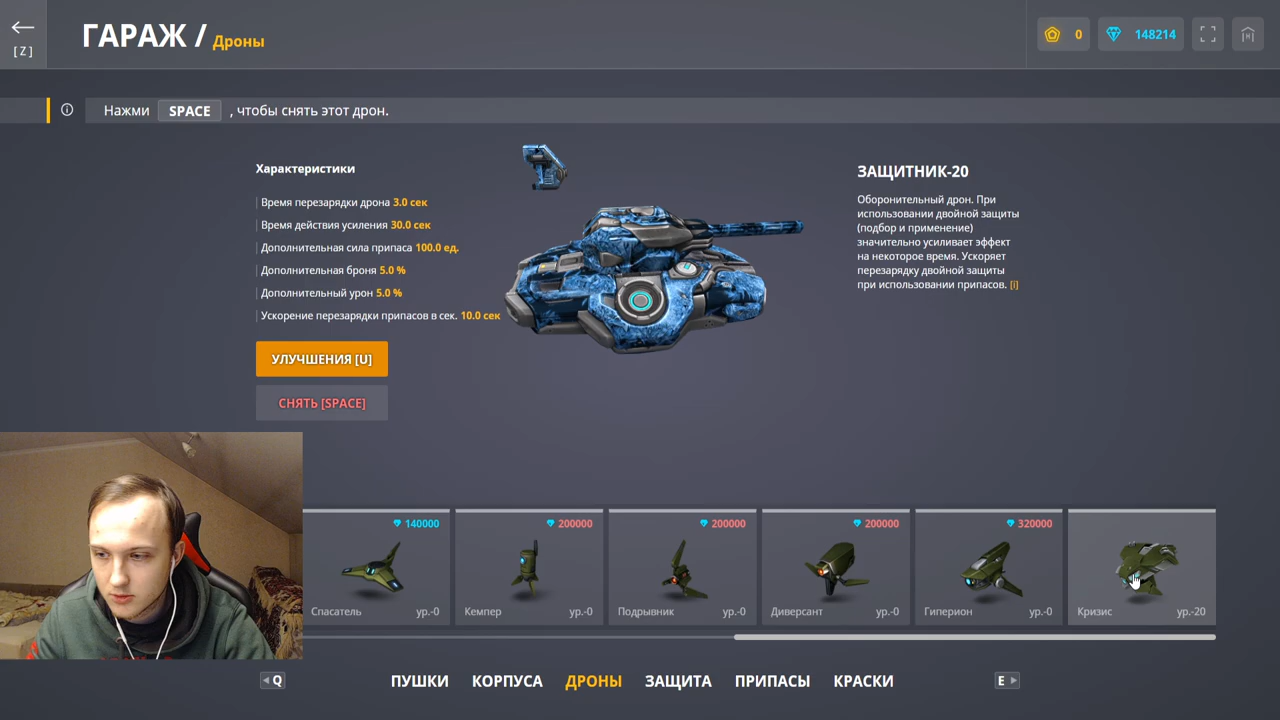 [Z]
ГАРАЖ / Дроны
0
148214
Нажми SPACE , чтобы снять этот дрон.
Характеристики
Время перезарядки дрона 3.0 сек
Время действия усиления 30.0 сек
Дополнительная сила припаса 100.0 ед.
Дополнительная броня 5.0 %
Дополнительный урон 5.0 %
Ускорение перезарядки припасов в сек. 10.0 сек
УЛУЧШЕНИЯ [U]
СНЯТЬ [SPACE]
ЗАЩИТНИК-20
Оборонительный дрон. При
использовании двойной защиты
(подбор и применение)
значительно усиливает эффект
на некоторое время. Ускоряет
перезарядку двойной защиты
при использовании припасов. [i]
140000
Спасатель ур.-0
200000
Кемпер ур.-0
200000
Подрывник ур.-0
200000
Диверсант ур.-0
320000
Гиперион ур.-0
Кризис ур.-20
Q ПУШКИ КОРПУСА ДРОНЫ ЗАЩИТА ПРИПАСЫ КРАСКИ E